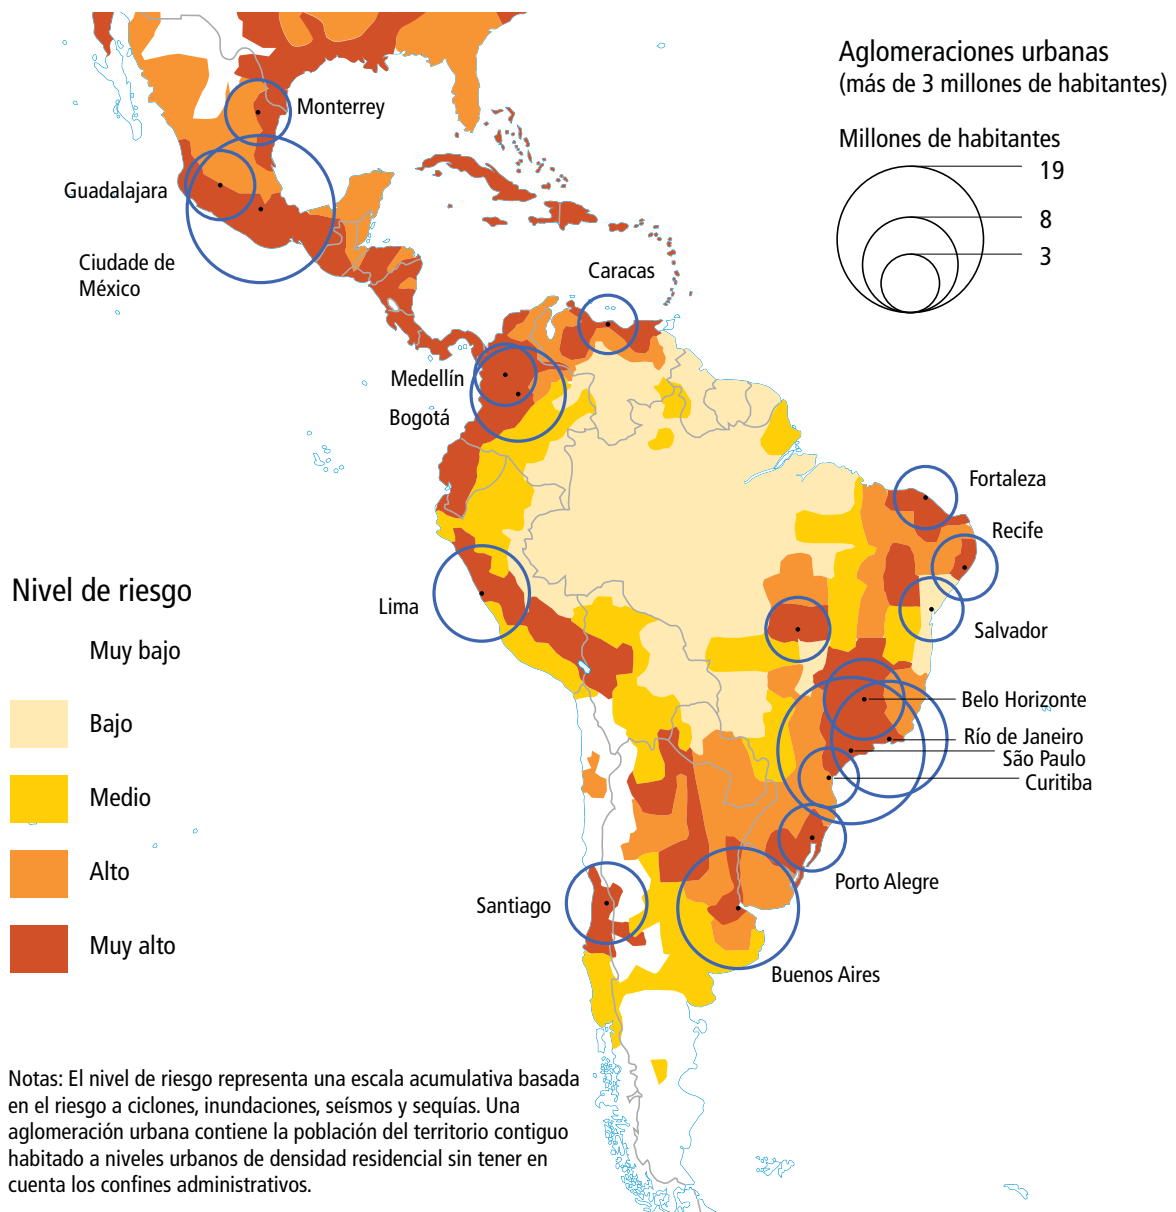 Aglomeraciones urbanas
(más de 3 millones de habitantes)
Millones de habitantes
19
8
3
Monterrey
Guadalajara
Ciudade de
México
Caracas
Medellín
Bogotá
Fortaleza
Recife
Lima
Salvador
Belo Horizonte
Río de Janeiro
São Paulo
Curitiba
Porto Alegre
Santiago
Buenos Aires
Nivel de riesgo
Muy bajo
Bajo
Medio
Alto
Muy alto
Notas: El nivel de riesgo representa una escala acumulativa basada
en el riesgo a ciclones, inundaciones, seísmos y sequías. Una
aglomeración urbana contiene la población del territorio contiguo
habitado a niveles urbanos de densidad residencial sin tener en
cuenta los confines administrativos.